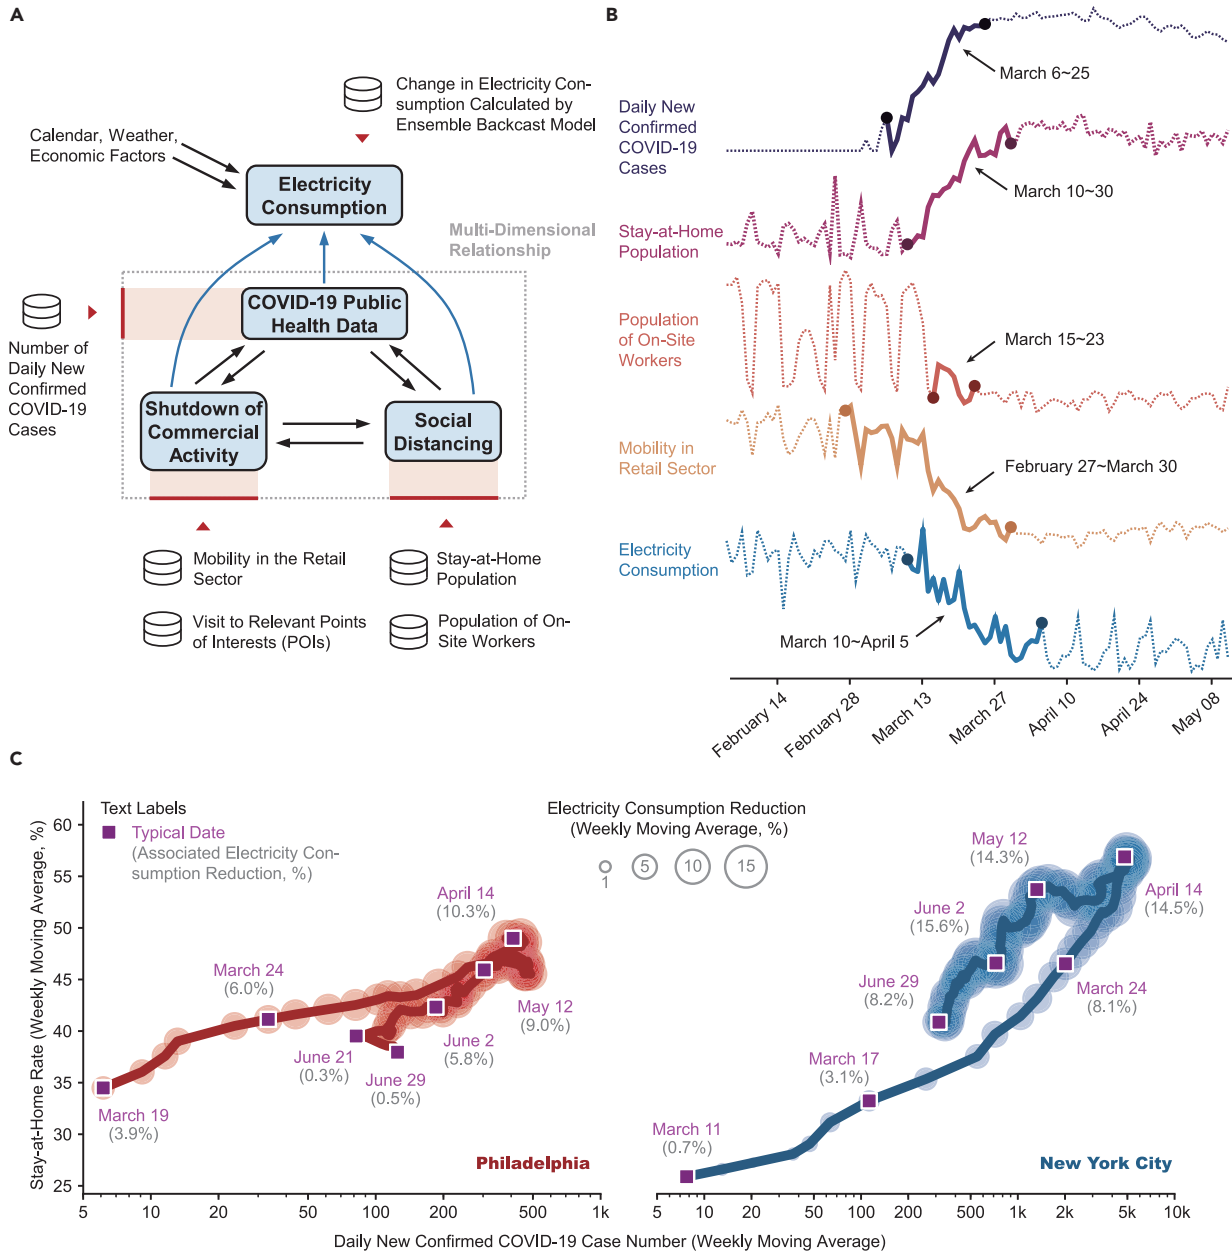 A
Change in Electricity Con-
sumption Calculated by
Ensemble Backcast Model
Calendar, Weather,
Economic Factors
Electricity
Consumption
Multi-Dimensional
Relationship
COVID-19 Public
Health Data
Number of
Daily New
Confirmed
COVID-19
Cases
Shutdown of
Commercial
Activity
Social
Distancing
Mobility in the Retail
Sector
Stay-at-Home
Population
Visit to Relevant Points
of Interests (POIs)
Population of On-
Site Workers
B
Daily New
Confirmed
COVID-19
Cases
March 6~25
Stay-at-Home
Population
March 10~30
Population
of On-Site
Workers
March 15~23
Mobility in
Retail Sector
February 27~March 30
Electricity
Consumption
March 10~April 5
February 14
February 28
March 13
March 27
April 10
April 24
May 08
C
Stay-at-Home Rate (Weekly Moving Average, %)
60
55
50
45
40
35
30
25
Text Labels
Typical Date
(Associated Electricity Con-
sumption Reduction, %)
Electricity Consumption Reduction
(Weekly Moving Average, %)
1
5
10
15
April 14
(10.3%)
March 24
(6.0%)
May 12
(9.0%)
June 2
(5.8%)
June 21
(0.3%)
June 29
(0.5%)
March 19
(3.9%)
Philadelphia
5
10
20
50
100
200
500
1k
May 12
(14.3%)
April 14
(14.5%)
June 2
(15.6%)
June 29
(8.2%)
March 24
(8.1%)
March 17
(3.1%)
March 11
(0.7%)
New York City
5
10
20
50
100
200
500
1k
2k
5k
10k
Daily New Confirmed COVID-19 Case Number (Weekly Moving Average)